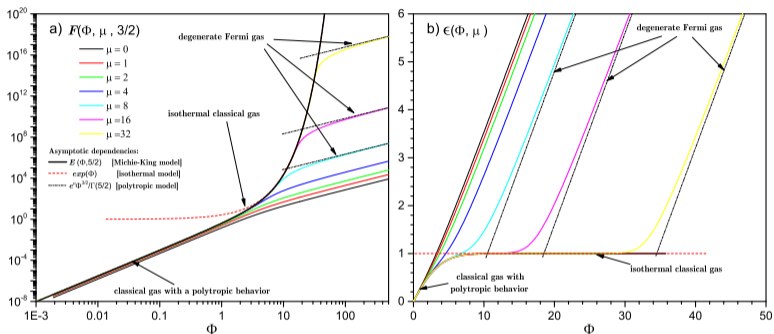 a) F(Φ, μ , 3/2)
μ = 0
μ = 1
μ = 2
μ = 4
μ = 8
μ = 16
μ = 32
Asymptotic dependencies:
E (Φ,5/2) [Michie-King model]
exp(Φ) [isothermal model]
e^μ Φ^3/2/Γ(5/2) [polytropic model]
degenerate Fermi gas
isothermal classical gas
classical gas with a polytropic behavior
10^20
10^16
10^12
10^8
10^4
10^0
10^-4
10^-8
1E-3 0.01 0.1 1 10 100
Φ
b) ϵ(Φ, μ )
degenerate Fermi gas
isothermal classical gas
classical gas with
polytropic behavior
6
5
4
3
2
1
0
0 10 20 30 40 50
Φ